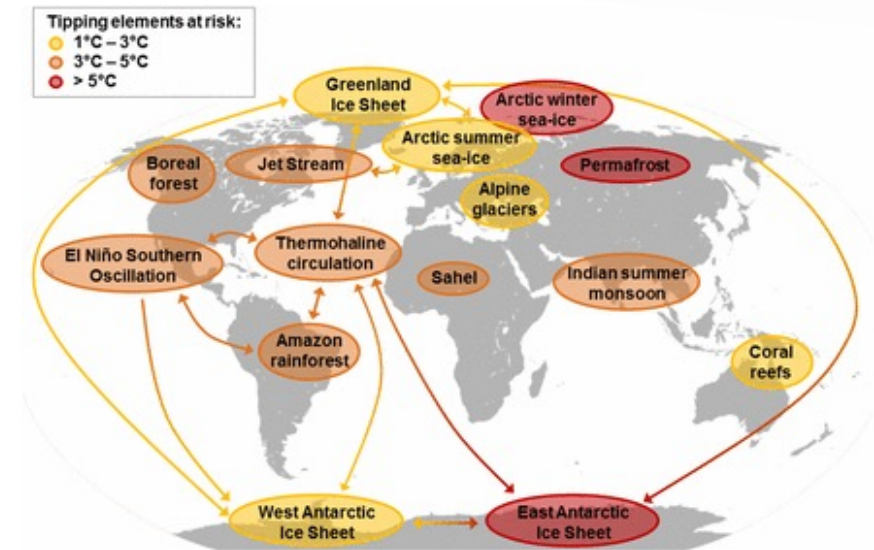 Tipping elements at risk:
1°C – 3°C
3°C – 5°C
> 5°C
Greenland
Ice Sheet
Arctic winter
sea-ice
Arctic summer
sea-ice
Boreal
forest
Jet Stream
Permafrost
Alpine
glaciers
El Niño Southern
Oscillation
Thermohaline
circulation
Sahel
Indian summer
monsoon
Amazon
rainforest
Coral
reefs
West Antarctic
Ice Sheet
East Antarctic
Ice Sheet